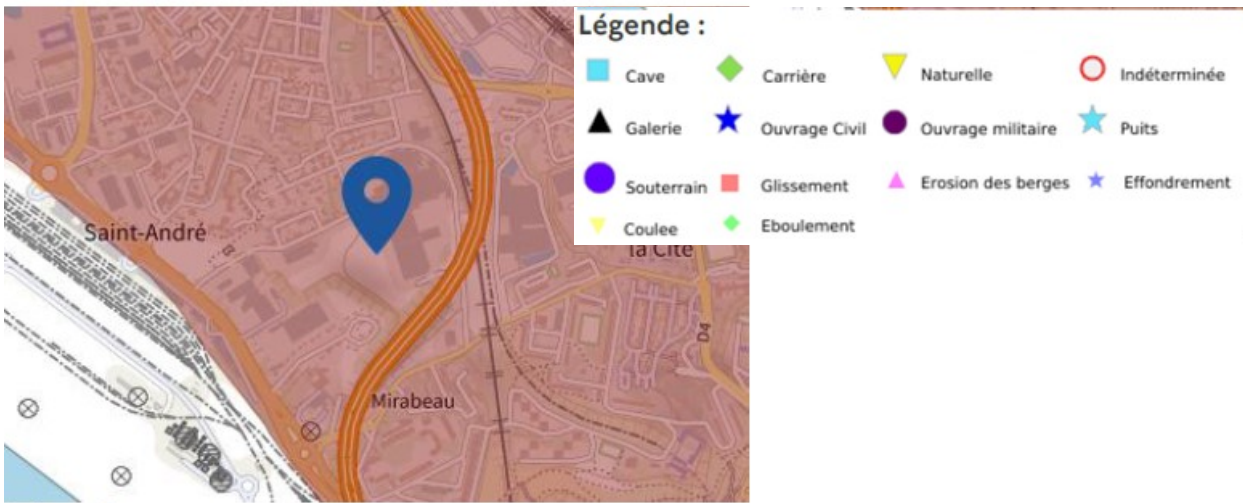 Légende :
Cave
Carrière
Naturelle
Indéterminée
Galerie
Ouvrage Civil
Ouvrage militaire
Puits
Souterrain
Glissement
Erosion des berges
Effondrement
Coulee
Eboulement
Saint-André
la Cité
D4
Mirabeau